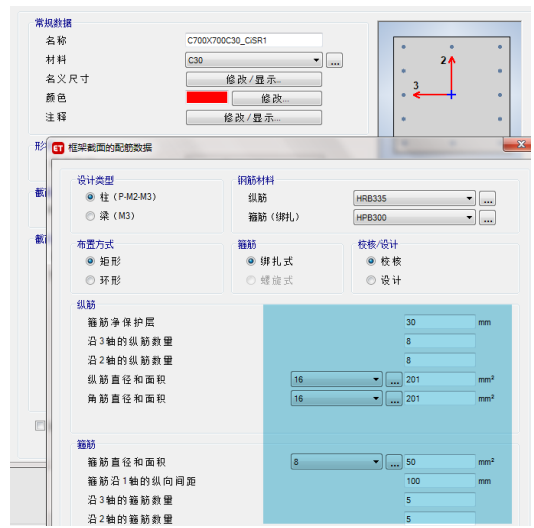 常规数据
名称 C700X700C30_CiSR1
材料 C30 ...
名义尺寸 修改/显示...
颜色 修改...
注释 修改/显示...
2
3
ET 框架截面的配筋数据 x
设计类型 钢筋材料
柱 (P-M2-M3) 纵筋 HRB335 ...
梁 (M3) 箍筋 (绑扎) HPB300 ...
布置方式 箍筋 校核/设计
矩形 绑扎式 校核
环形 螺旋式 设计
纵筋
箍筋净保护层 30 mm
沿3轴的纵筋数量 8
沿2轴的纵筋数量 8
纵筋直径和面积 16 ... 201 mm²
角筋直径和面积 16 ... 201 mm²
箍筋
箍筋直径和面积 8 ... 50 mm²
箍筋沿1轴的纵向间距 100 mm
沿3轴的箍筋数量 5
沿2轴的箍筋数量 5